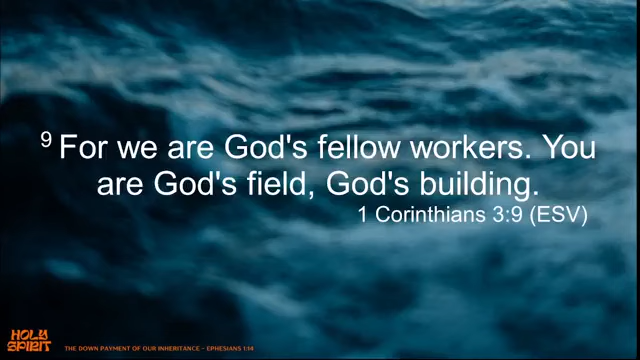 9 For we are God's fellow workers. You
are God's field, God's building.
1 Corinthians 3:9 (ESV)
HOLY
SPIRIT
THE DOWN PAYMENT OF OUR INHERITANCE – EPHESIANS 1:14